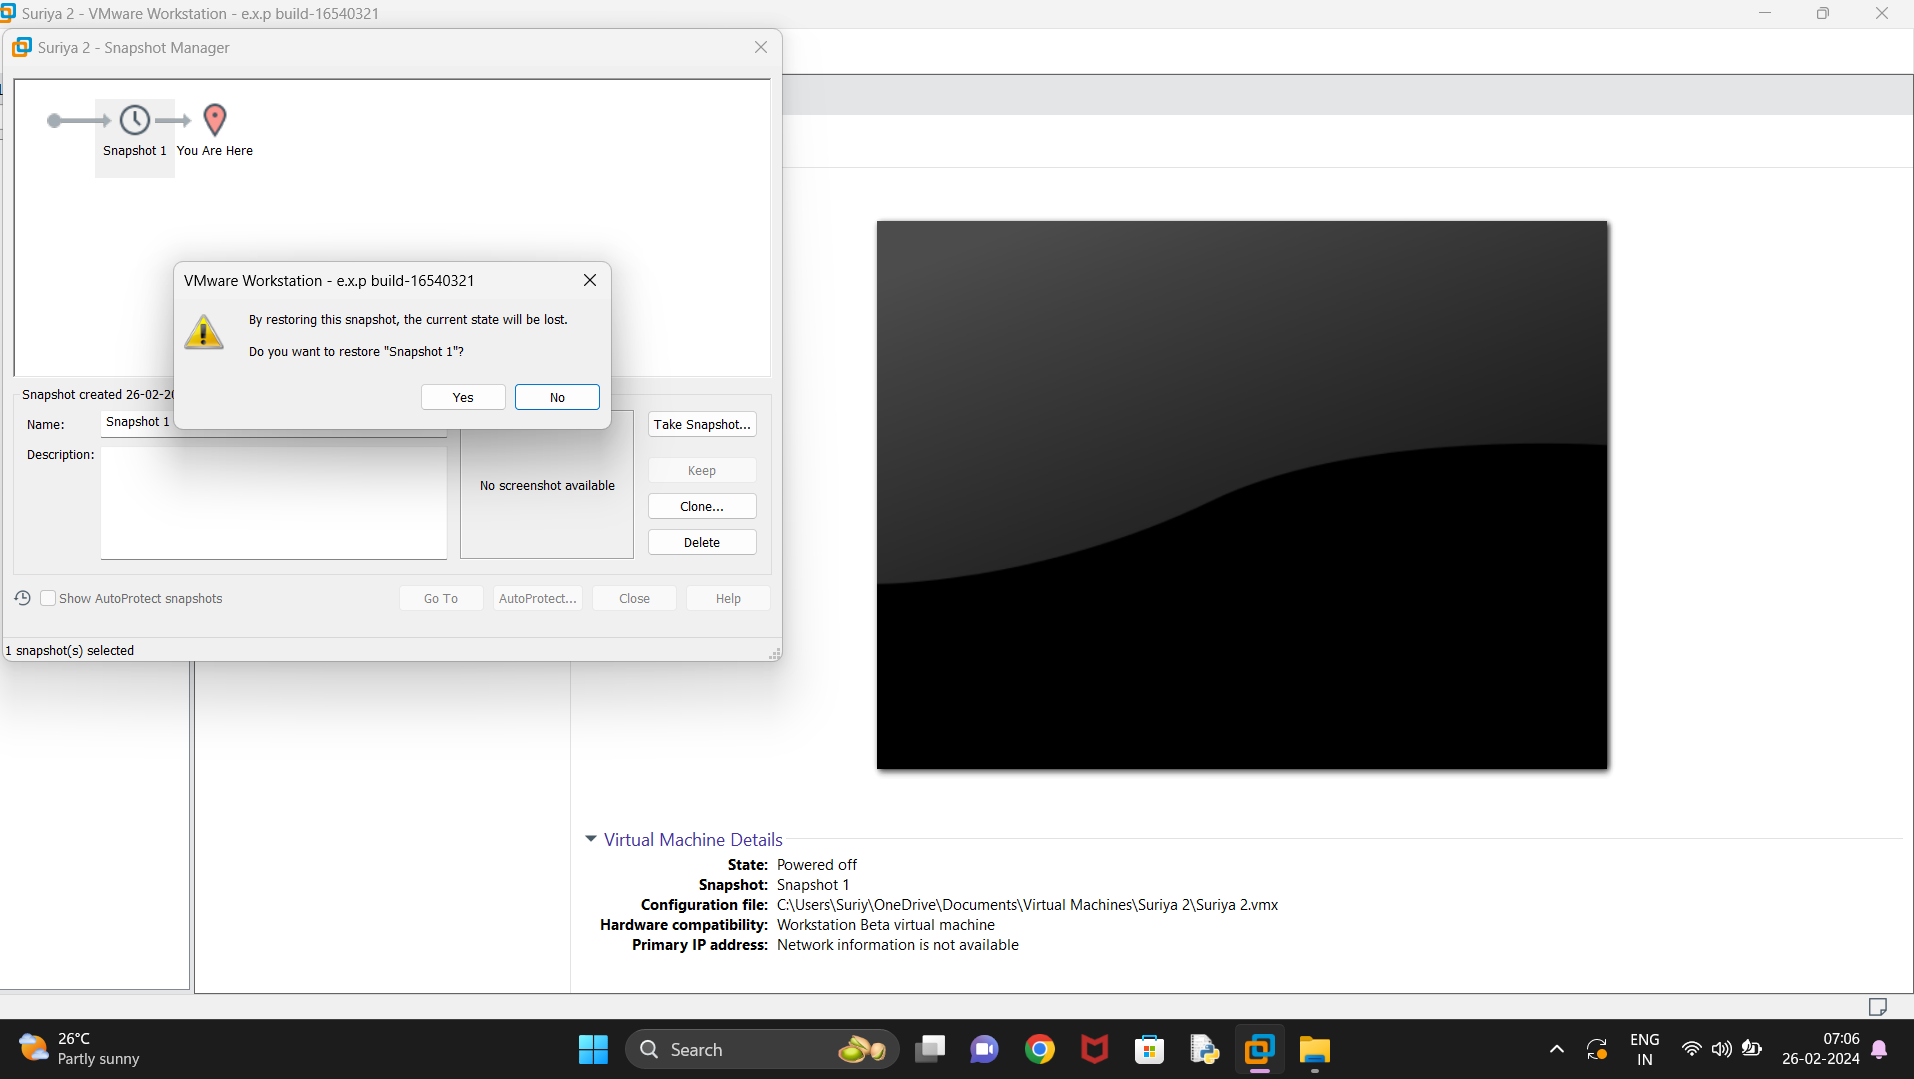 Suriya 2 - VMware Workstation - e.x.p build-16540321
Suriya 2 - Snapshot Manager
Snapshot 1
You Are Here
VMware Workstation - e.x.p build-16540321
By restoring this snapshot, the current state will be lost.
Do you want to restore "Snapshot 1"?
Yes
No
Snapshot created 26-02-20
Name:
Snapshot 1
Description:
No screenshot available
Take Snapshot...
Keep
Clone...
Delete
Show AutoProtect snapshots
Go To
AutoProtect...
Close
Help
1 snapshot(s) selected
Virtual Machine Details
State: Powered off
Snapshot: Snapshot 1
Configuration file: C:\Users\Suriy\OneDrive\Documents\Virtual Machines\Suriya 2\Suriya 2.vmx
Hardware compatibility: Workstation Beta virtual machine
Primary IP address: Network information is not available
26°C
Partly sunny
Search
ENG
IN
07:06
26-02-2024